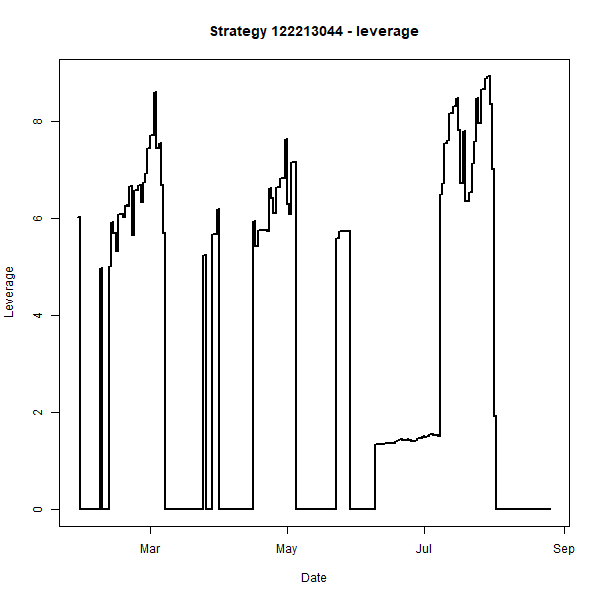 Strategy 122213044 - leverage
Leverage
8
6
4
2
0
Mar
May
Jul
Sep
Date